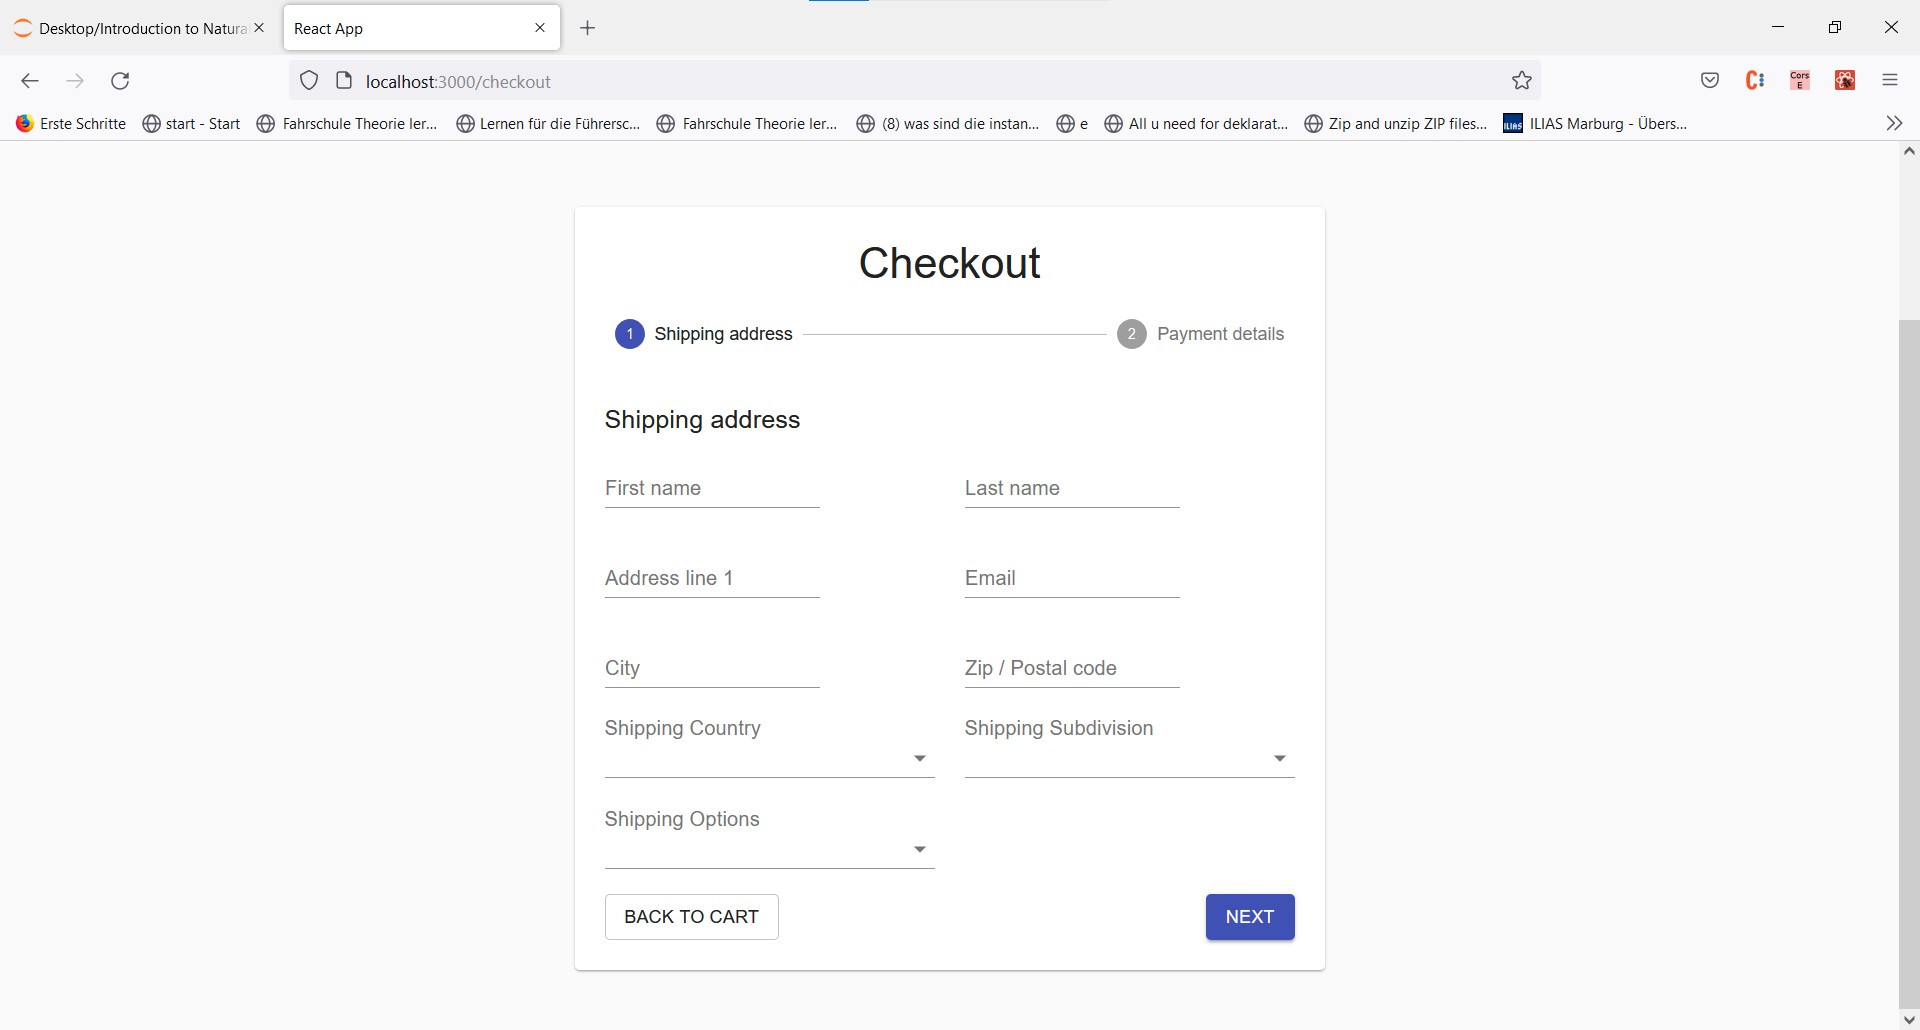 Desktop/Introduction to Natura
React App
localhost:3000/checkout
Cors
E
Erste Schritte
start - Start
Fahrschule Theorie ler...
Lernen für die Führersc...
Fahrschule Theorie ler...
(8) was sind die instan...
e
All u need for deklarat...
Zip and unzip ZIP files...
ILIAS
ILIAS Marburg - Übers...
Checkout
1 Shipping address
2 Payment details
Shipping address
First name
Last name
Address line 1
Email
City
Zip / Postal code
Shipping Country
Shipping Subdivision
Shipping Options
BACK TO CART
NEXT